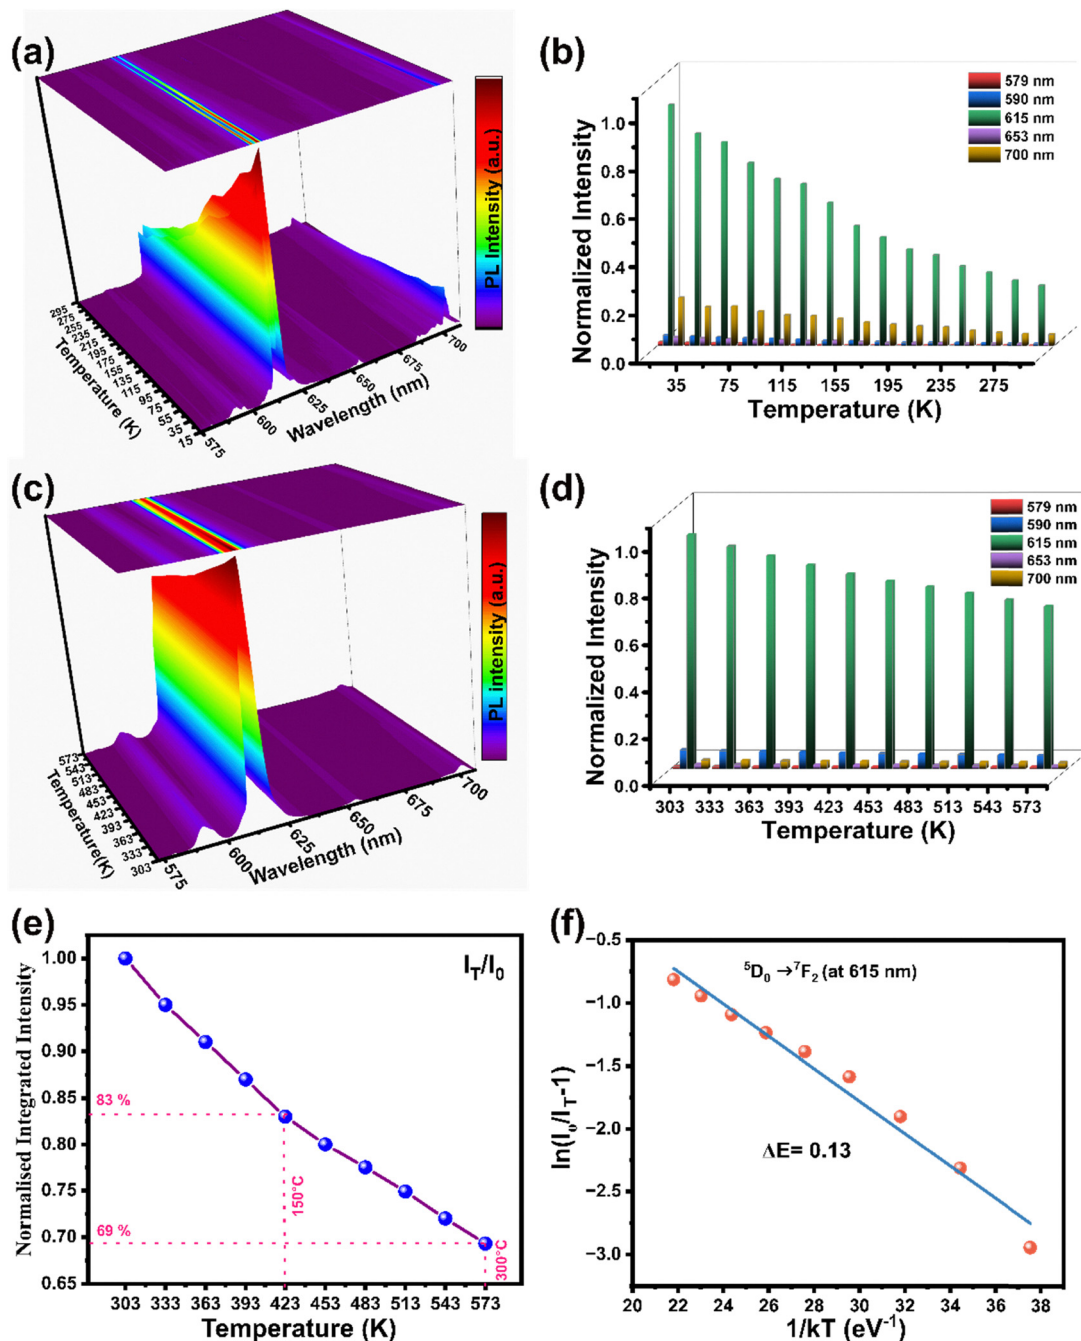 (a)
PL Intensity (a.u.)
295
275
255
235
215
195
175
155
135
115
95
75
55
35
15
Temperature (K)
575
600
625
650
675
700
Wavelength (nm)
(b)
579 nm
590 nm
615 nm
653 nm
700 nm
Normalized Intensity
1.0
0.8
0.6
0.4
0.2
0.0
35 75 115 155 195 235 275
Temperature (K)
(c)
PL intensity (a.u.)
573
543
513
483
453
423
393
363
333
303
Temperature(K)
575
600
625
650
675
700
Wavelength (nm)
(d)
579 nm
590 nm
615 nm
653 nm
700 nm
Normalized Intensity
1.0
0.8
0.6
0.4
0.2
0.0
303 333 363 393 423 453 483 513 543 573
Temperature (K)
(e)
I_T/I_0
Normalised Integrated Intensity
1.00
0.95
0.90
0.85
0.80
0.75
0.70
0.65
83 %
69 %
150°C
300°C
303 333 363 393 423 453 483 513 543 573
Temperature (K)
(f)
⁵D₀ →⁷F₂ (at 615 nm)
ΔE= 0.13
ln(I₀/I_T-1)
−0.5
−1.0
−1.5
−2.0
−2.5
−3.0
20 22 24 26 28 30 32 34 36 38
1/kT (eV⁻¹)